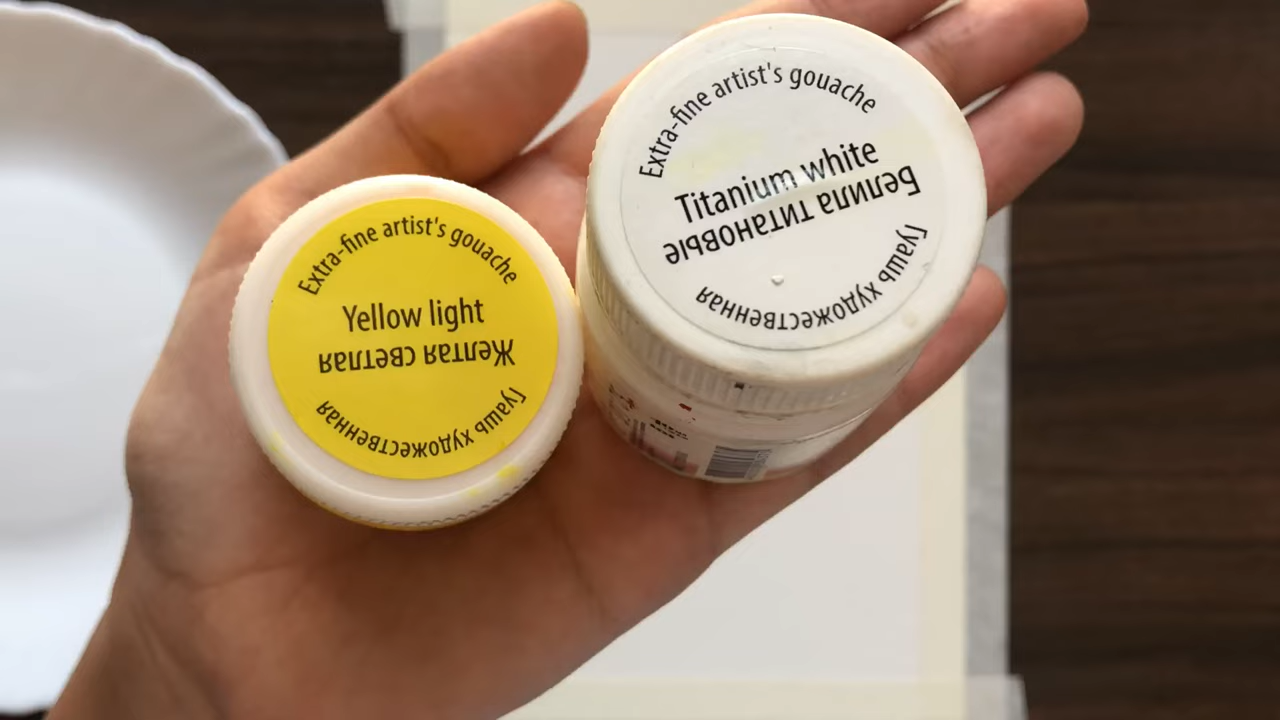 Extra-fine artist's gouache
Yellow light
Желтая светлая
Гуашь художественная
Extra-fine artist's gouache
Titanium white
Белила титановые
Гуашь художественная